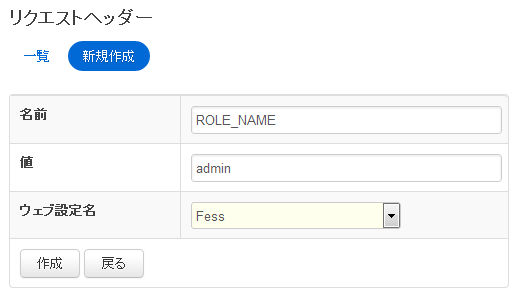 リクエストヘッダー
一覧 新規作成
名前 ROLE_NAME
値 admin
ウェブ設定名 Fess
作成 戻る